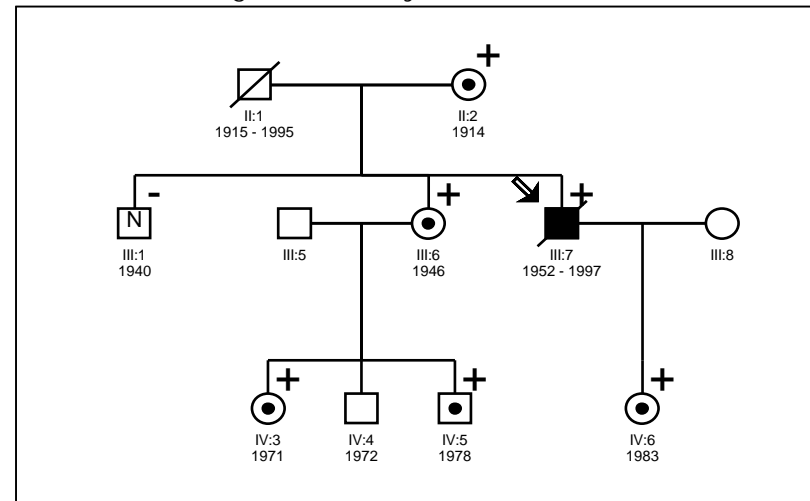 +
II:1
II:2
1915 - 1995
1914
- + +
N
III:1
III:5
III:6
III:7
III:8
1940
1946
1952 - 1997
+ + +
IV:3
IV:4
IV:5
IV:6
1971
1972
1978
1983